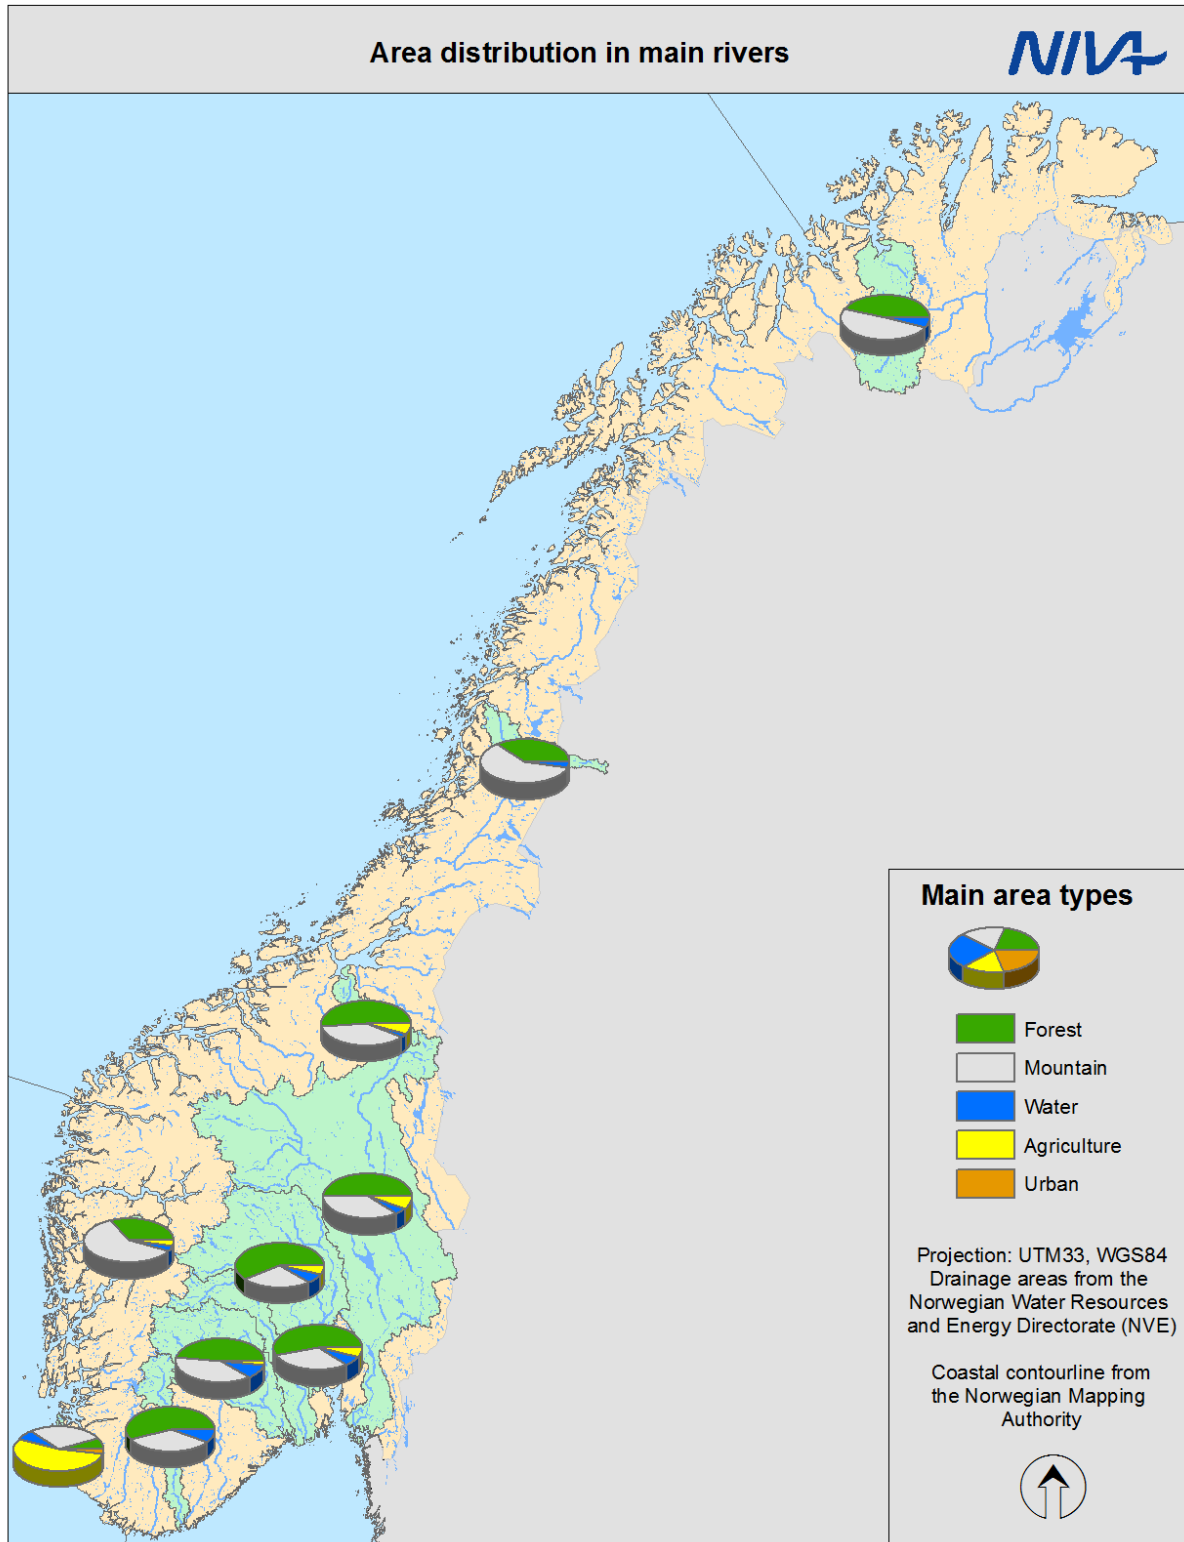 Area distribution in main rivers
NIVA
Main area types
Forest
Mountain
Water
Agriculture
Urban
Projection: UTM33, WGS84
Drainage areas from the
Norwegian Water Resources
and Energy Directorate (NVE)
Coastal contourline from
the Norwegian Mapping
Authority